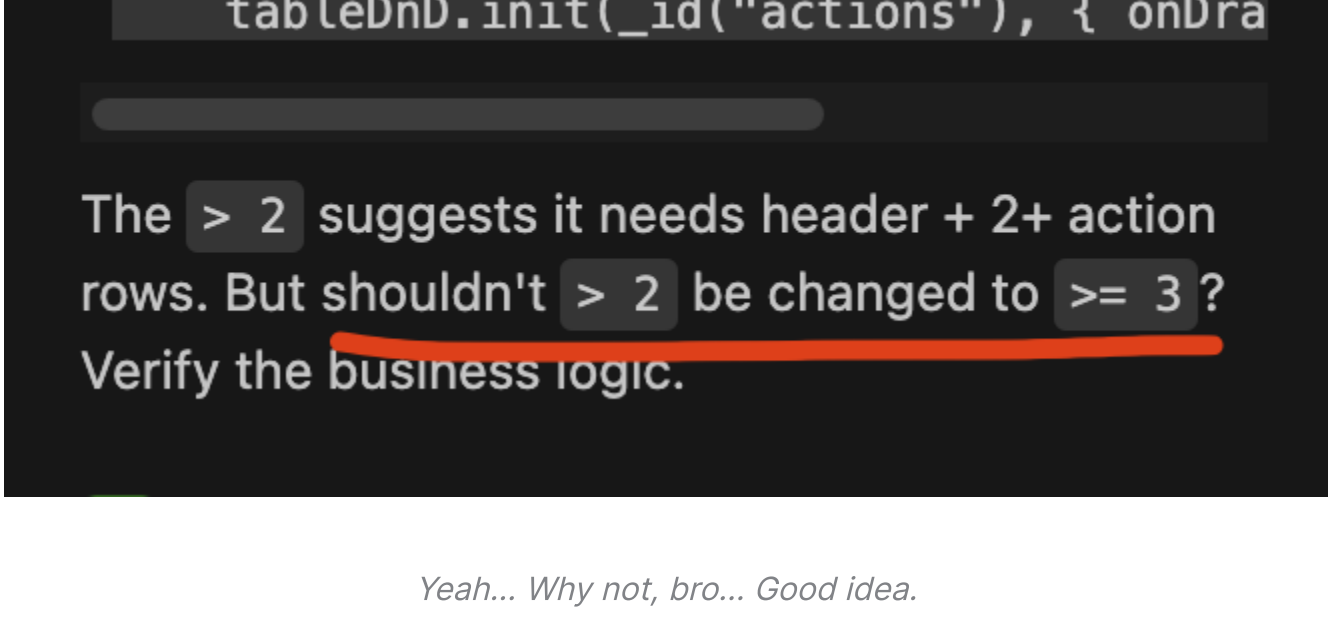 tableDnD.init(_id("actions"), { onDra
The > 2 suggests it needs header + 2+ action
rows. But shouldn't > 2 be changed to >= 3?
Verify the business logic.
Yeah... Why not, bro... Good idea.